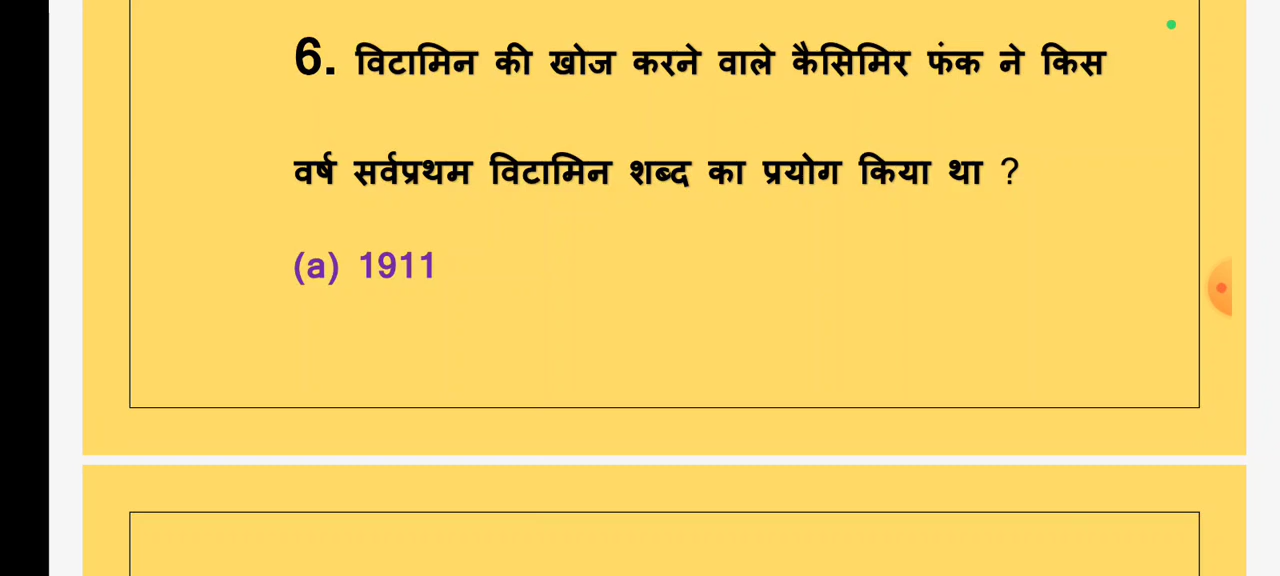 6. विटामिन की खोज करने वाले कैसिमिर फंक ने किस
वर्ष सर्वप्रथम विटामिन शब्द का प्रयोग किया था ?
(a) 1911